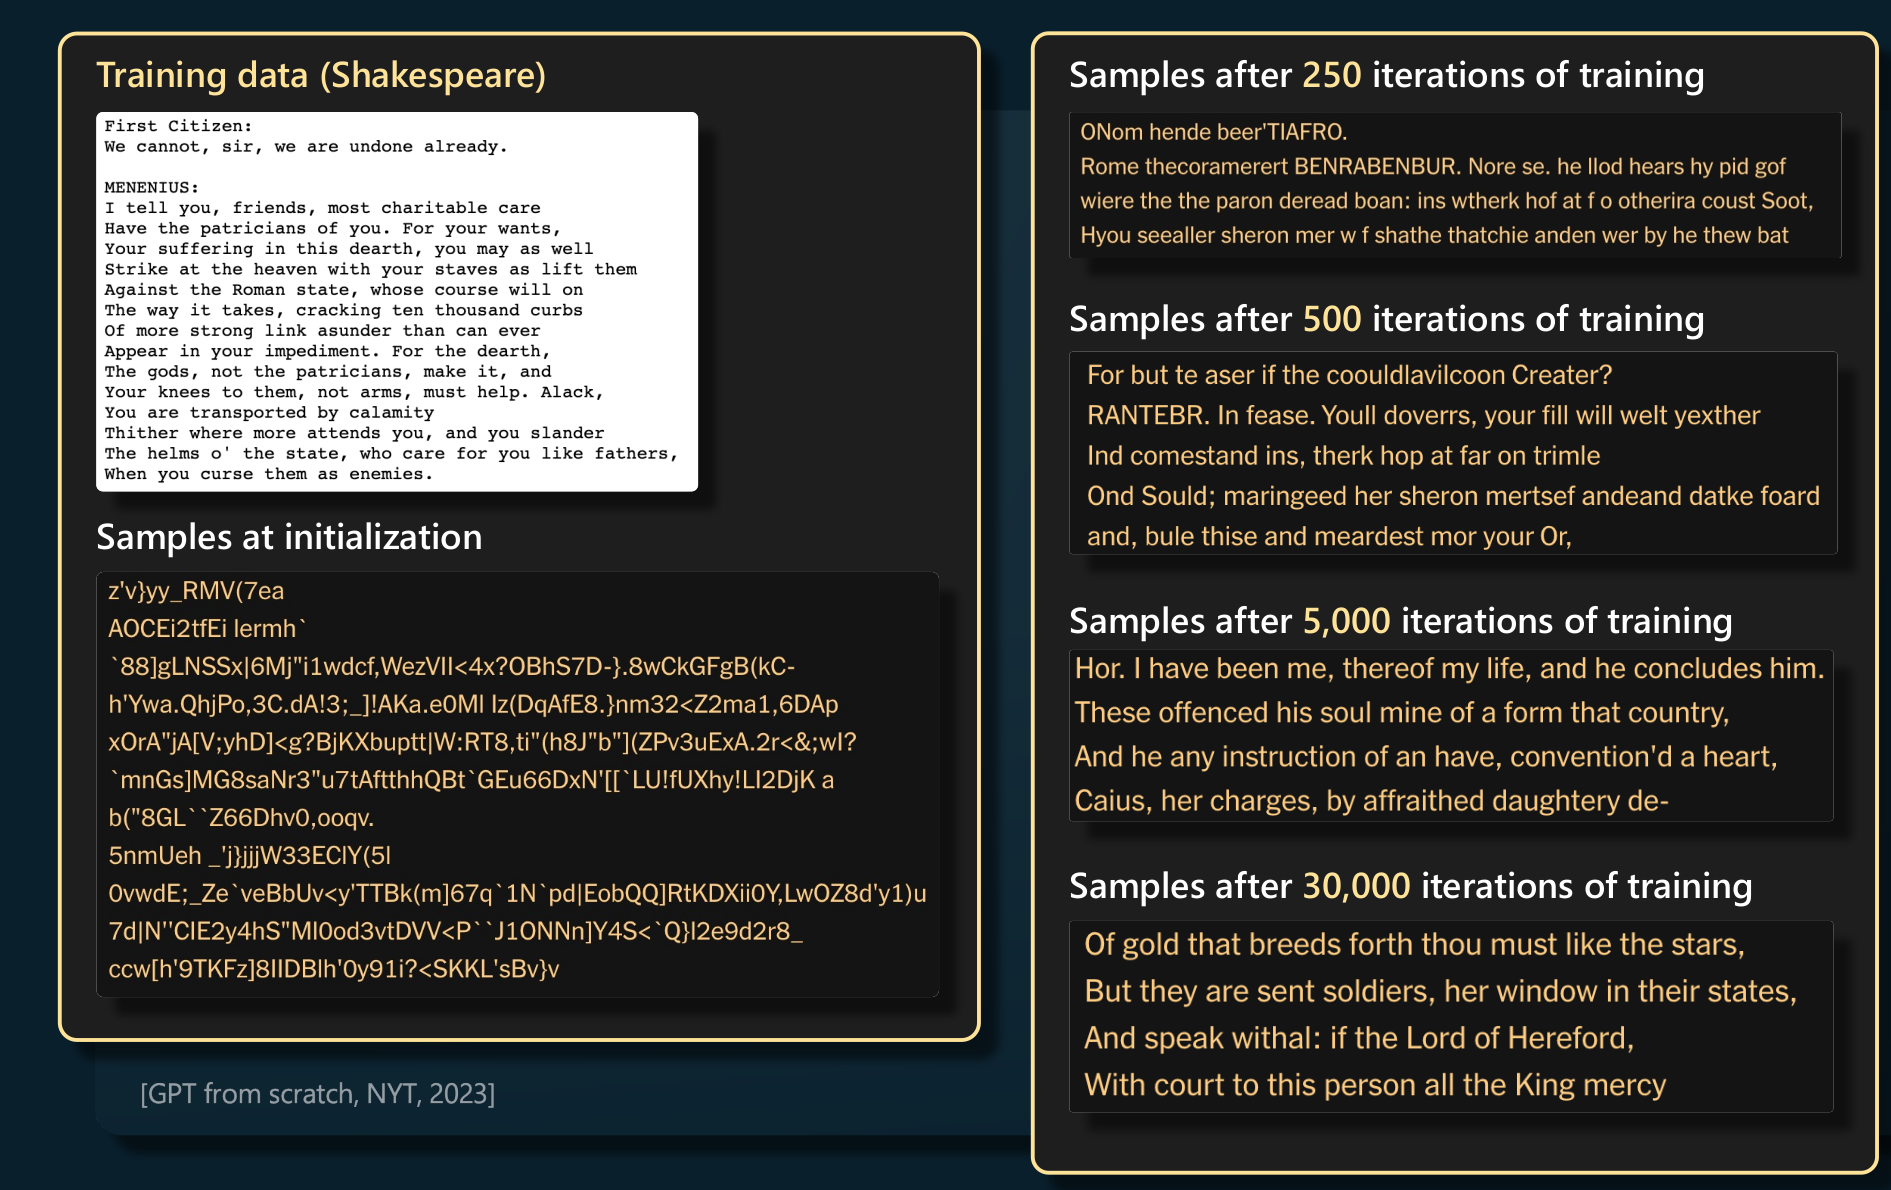 Training data (Shakespeare)
First Citizen:
We cannot, sir, we are undone already.
MENENIUS:
I tell you, friends, most charitable care
Have the patricians of you. For your wants,
Your suffering in this dearth, you may as well
Strike at the heaven with your staves as lift them
Against the Roman state, whose course will on
The way it takes, cracking ten thousand curbs
Of more strong link asunder than can ever
Appear in your impediment. For the dearth,
The gods, not the patricians, make it, and
Your knees to them, not arms, must help. Alack,
You are transported by calamity
Thither where more attends you, and you slander
The helms o' the state, who care for you like fathers,
When you curse them as enemies.
Samples at initialization
z'v}yy_RMV(7ea
AOCEi2tfEi lermh`
`88]gLNSSx|6Mj"i1wdcf,WezVII<4x?OBhS7D-}.8wCkGFgB(kC-
h'Ywa.QhjPo,3C.dA!3;_]!AKa.e0Ml Iz(DqAfE8.}nm32<Z2ma1,6DAp
xOrA"jA[V;yhD]<g?BjKXbuptt|W:RT8,ti"(h8J"b"](ZPv3uExA.2r<&;wI?
`mnGs]MG8saNr3"u7tAftthhQBt`GEu66DxN'[[`LU!fUXhy!LI2DjK a
b("8GL``Z66Dhv0,ooqv.
5nmUeh _'j}jjjW33EClY(5l
0vwdE;_Ze`veBbUv<y'TTBk(m]67q`1N`pd|EobQQ]RtKDXii0Y,LwOZ8d'y1)u
7d|N''CIE2y4hS"MI0od3vtDVV<P``J1ONNn]Y4S<`Q}l2e9d2r8_
ccw[h'9TKFz]8IIDBlh'0y91i?<SKKL'sBv}v
[GPT from scratch, NYT, 2023]
Samples after 250 iterations of training
ONom hende beer'TIAFRO.
Rome thecoramerert BENRABENBUR. Nore se. he llod hears hy pid gof
wiere the the paron deread boan: ins wtherk hof at f o otherira coust Soot,
Hyou seealler sheron mer w f shathe thatchie anden wer by he thew bat
Samples after 500 iterations of training
For but te aser if the coouldlavilcoon Creater?
RANTEBR. In fease. Youll doverrs, your fill will welt yexther
Ind comestand ins, therk hop at far on trimle
Ond Sould; maringeed her sheron mertsef andeand datke foard
and, bule thise and meardest mor your Or,
Samples after 5,000 iterations of training
Hor. I have been me, thereof my life, and he concludes him.
These offenced his soul mine of a form that country,
And he any instruction of an have, convention'd a heart,
Caius, her charges, by affraithed daughtery de-
Samples after 30,000 iterations of training
Of gold that breeds forth thou must like the stars,
But they are sent soldiers, her window in their states,
And speak withal: if the Lord of Hereford,
With court to this person all the King mercy